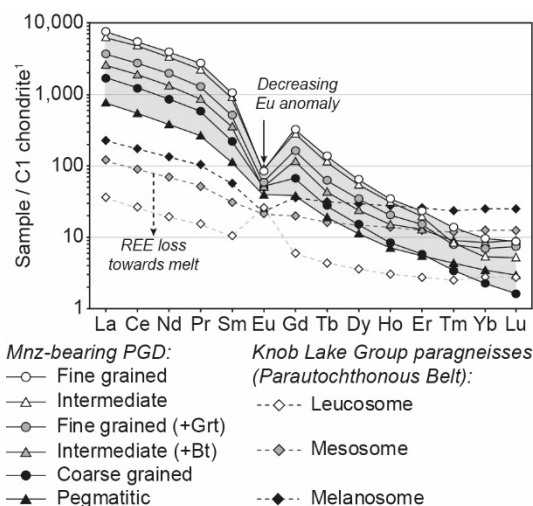 10,000
1,000
100
10
1
Sample / C1 chondrite¹
Decreasing
Eu anomaly
REE loss
towards melt
La Ce Nd Pr Sm Eu Gd Tb Dy Ho Er Tm Yb Lu
Mnz-bearing PGD:
Fine grained
Intermediate
Fine grained (+Grt)
Intermediate (+Bt)
Coarse grained
Pegmatitic
Knob Lake Group paragneisses
(Parautochthonous Belt):
Leucosome
Mesosome
Melanosome